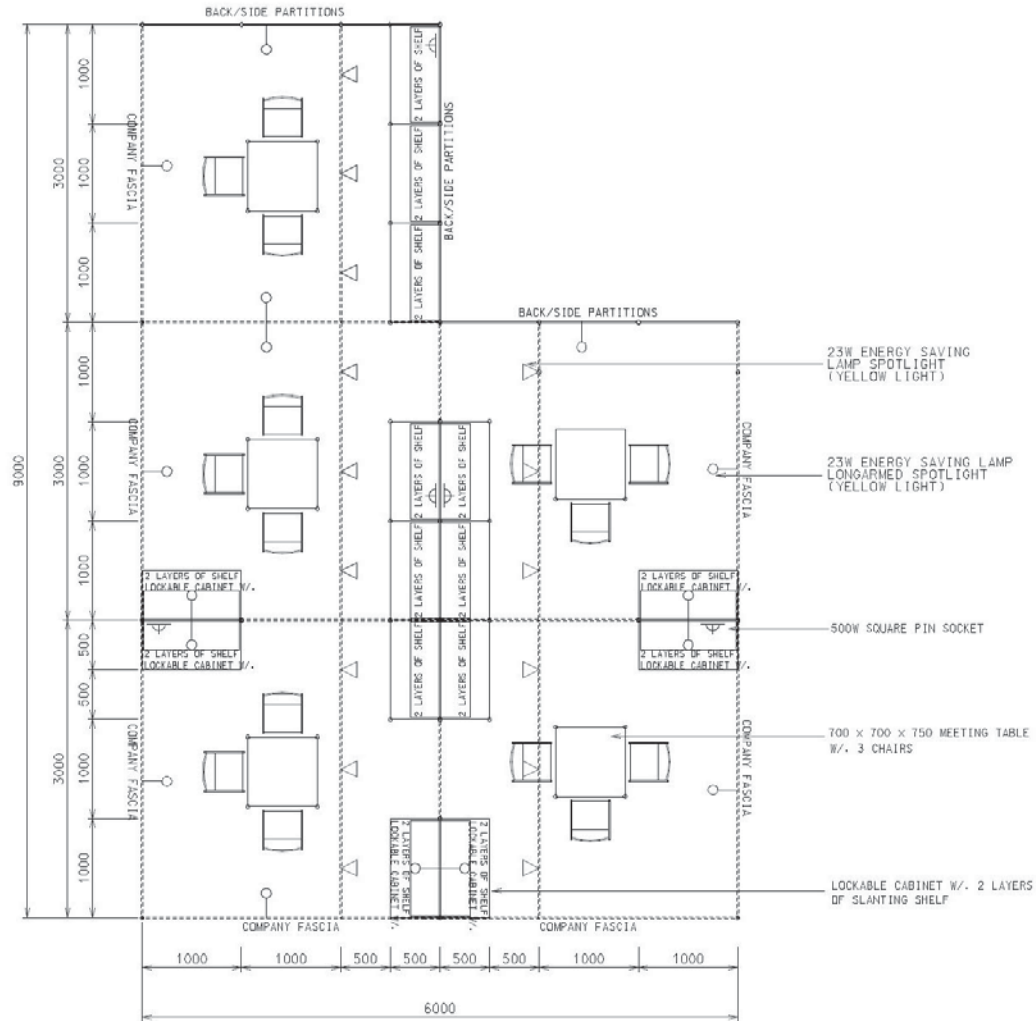 BACK/SIDE PARTITIONS
2 LAYERS OF SHELF
2 LAYERS OF SHELF
2 LAYERS OF SHELF
BACK/SIDE PARTITIONS
COMPANY FASCIA
1000
1000
1000
3000
9000
BACK/SIDE PARTITIONS
23W ENERGY SAVING
LAMP SPOTLIGHT
(YELLOW LIGHT)
COMPANY FASCIA
1000
1000
1000
3000
2 LAYERS OF SHELF
2 LAYERS OF SHELF
2 LAYERS OF SHELF
2 LAYERS OF SHELF
2 LAYERS OF SHELF
2 LAYERS OF SHELF
COMPANY FASCIA
23W ENERGY SAVING LAMP
LONGARMED SPOTLIGHT
(YELLOW LIGHT)
2 LAYERS OF SHELF
LOCKABLE CABINET W/.
2 LAYERS OF SHELF
LOCKABLE CABINET W/.
2 LAYERS OF SHELF
LOCKABLE CABINET W/.
2 LAYERS OF SHELF
LOCKABLE CABINET W/.
500W SQUARE PIN SOCKET
500
500
1000
1000
3000
COMPANY FASCIA
COMPANY FASCIA
700 x 700 x 750 MEETING TABLE
W/. 3 CHAIRS
2 LAYERS OF SHELF
LOCKABLE CABINET W/.
2 LAYERS OF SHELF
LOCKABLE CABINET W/.
LOCKABLE CABINET W/. 2 LAYERS
OF SLANTING SHELF
COMPANY FASCIA
COMPANY FASCIA
1000
1000
500
500
500
500
1000
1000
6000